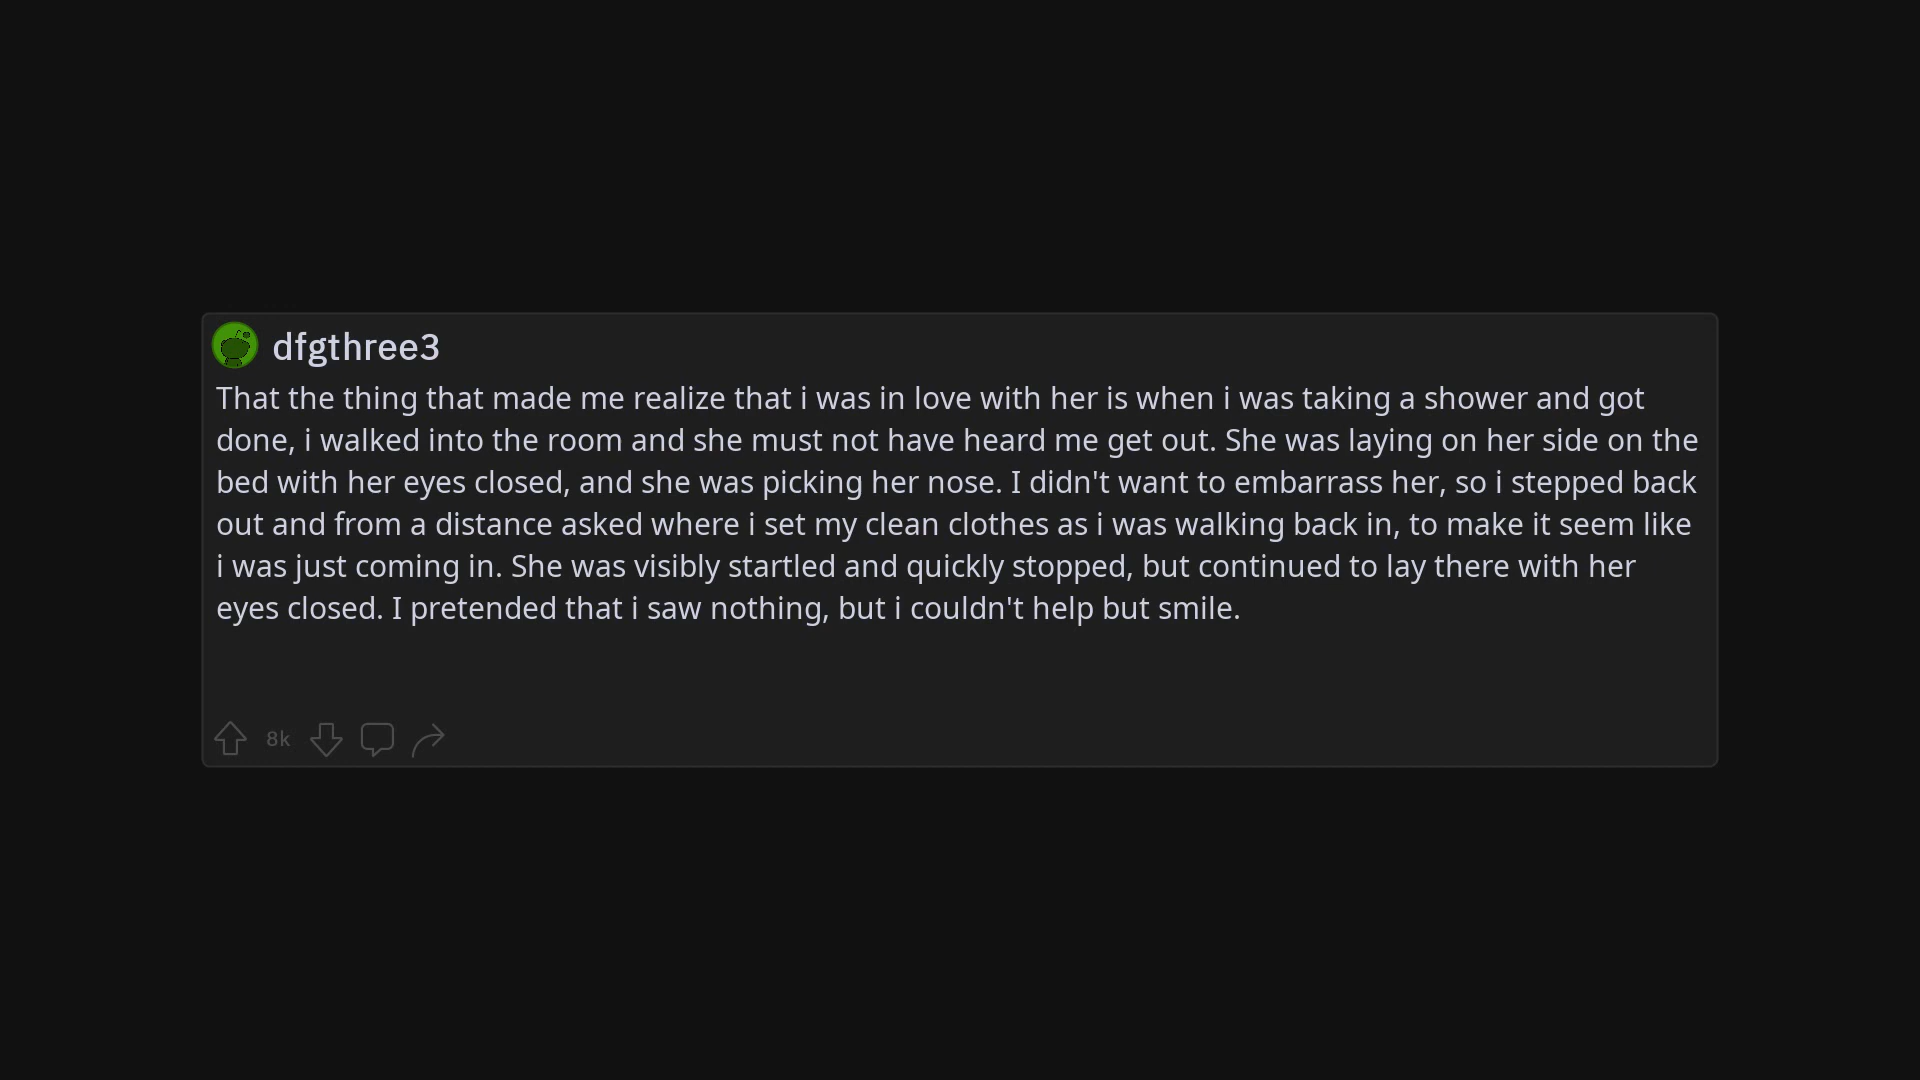 dfgthree3
That the thing that made me realize that i was in love with her is when i was taking a shower and got
done, i walked into the room and she must not have heard me get out. She was laying on her side on the
bed with her eyes closed, and she was picking her nose. I didn't want to embarrass her, so i stepped back
out and from a distance asked where i set my clean clothes as i was walking back in, to make it seem like
i was just coming in. She was visibly startled and quickly stopped, but continued to lay there with her
eyes closed. I pretended that i saw nothing, but i couldn't help but smile.
8k